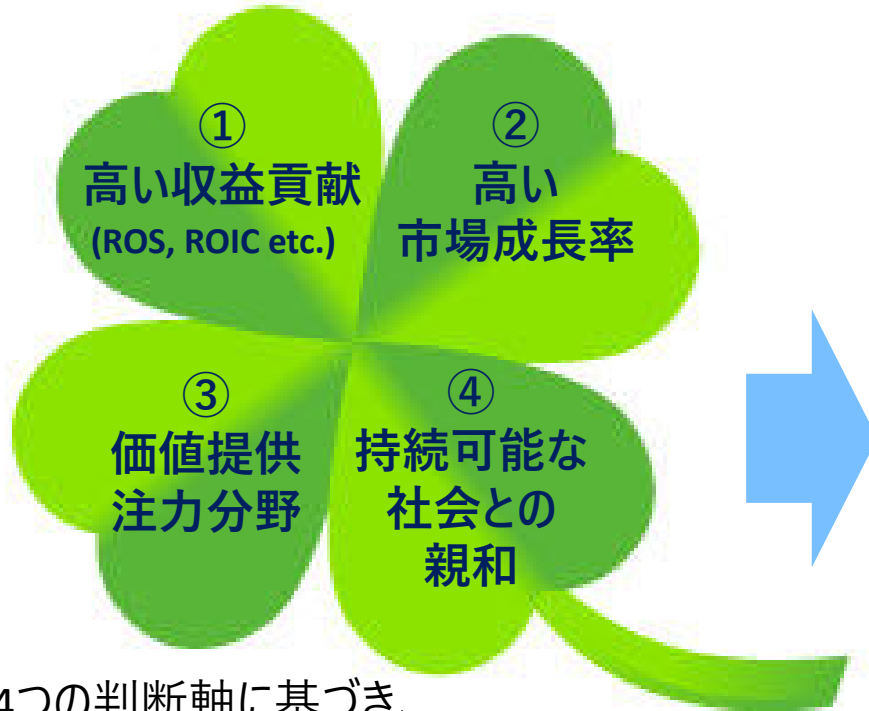 ①
高い収益貢献
(ROS, ROIC etc.)
②
高い
市場成長率
③
価値提供
注力分野
④
持続可能な
社会との
親和
4つの判断軸に基づき